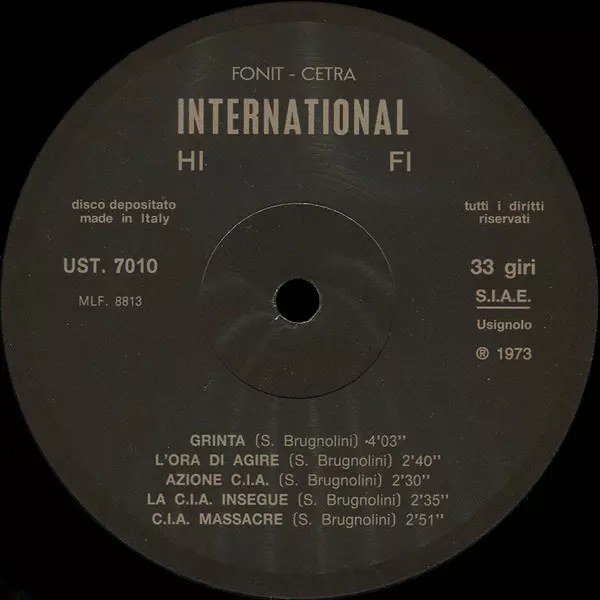 FONIT - CETRA
INTERNATIONAL
HI FI
disco depositato
made in Italy
tutti i diritti
riservati
UST. 7010
33 giri
MLF. 8813
S.I.A.E.
Usignolo
℗ 1973
GRINTA (S. Brugnolini) 4'03"
L'ORA DI AGIRE (S. Brugnolini) 2'40"
AZIONE C.I.A. (S. Brugnolini) 2'30"
LA C.I.A. INSEGUE (S. Brugnolini) 2'35"
C.I.A. MASSACRE (S. Brugnolini) 2'51"